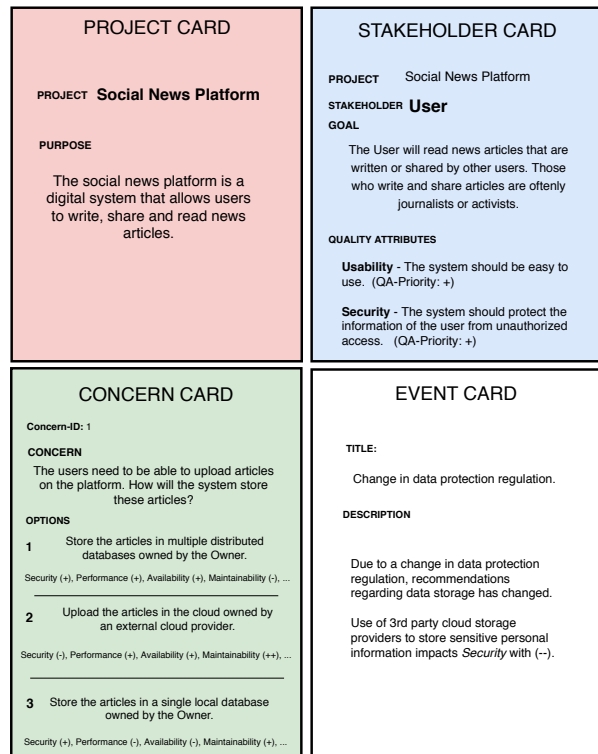 PROJECT CARD
PROJECT Social News Platform
PURPOSE
The social news platform is a
digital system that allows users
to write, share and read news
articles.
STAKEHOLDER CARD
PROJECT Social News Platform
STAKEHOLDER User
GOAL
The User will read news articles that are
written or shared by other users. Those
who write and share articles are oftenly
journalists or activists.
QUALITY ATTRIBUTES
Usability - The system should be easy to
use. (QA-Priority: +)
Security - The system should protect the
information of the user from unauthorized
access. (QA-Priority: +)
CONCERN CARD
Concern-ID: 1
CONCERN
The users need to be able to upload articles
on the platform. How will the system store
these articles?
OPTIONS
1 Store the articles in multiple distributed
databases owned by the Owner.
Security (+), Performance (+), Availability (+), Maintainability (-), ...
2 Upload the articles in the cloud owned by
an external cloud provider.
Security (-), Performance (+), Availability (+), Maintainability (++), ...
3 Store the articles in a single local database
owned by the Owner.
Security (+), Performance (-), Availability (-), Maintainability (+), ...
EVENT CARD
TITLE:
Change in data protection regulation.
DESCRIPTION
Due to a change in data protection
regulation, recommendations
regarding data storage has changed.
Use of 3rd party cloud storage
providers to store sensitive personal
information impacts Security with (--).